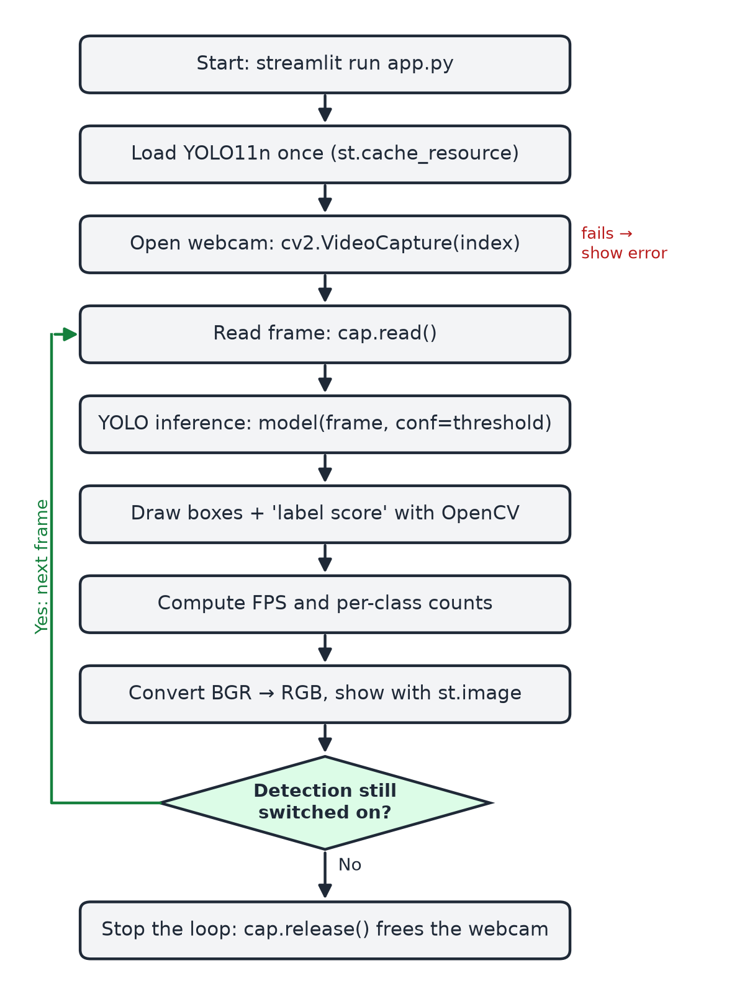 Start: streamlit run app.py
Load YOLO11n once (st.cache_resource)
Open webcam: cv2.VideoCapture(index)
fails →
show error
Read frame: cap.read()
YOLO inference: model(frame, conf=threshold)
Draw boxes + 'label score' with OpenCV
Yes: next frame
Compute FPS and per-class counts
Convert BGR → RGB, show with st.image
Detection still
switched on?
No
Stop the loop: cap.release() frees the webcam